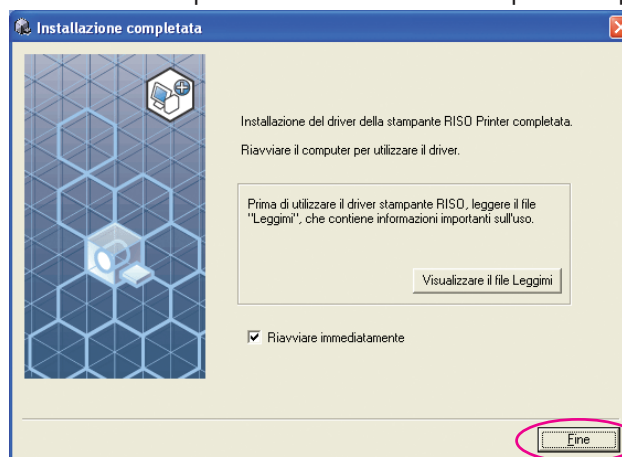 Installazione completata
Installazione del driver della stampante RISO Printer completata.
Riavviare il computer per utilizzare il driver.
Prima di utilizzare il driver stampante RISO, leggere il file
"Leggimi", che contiene informazioni importanti sull'uso.
Visualizzare il file Leggimi
Riavviare immediatamente
Fine